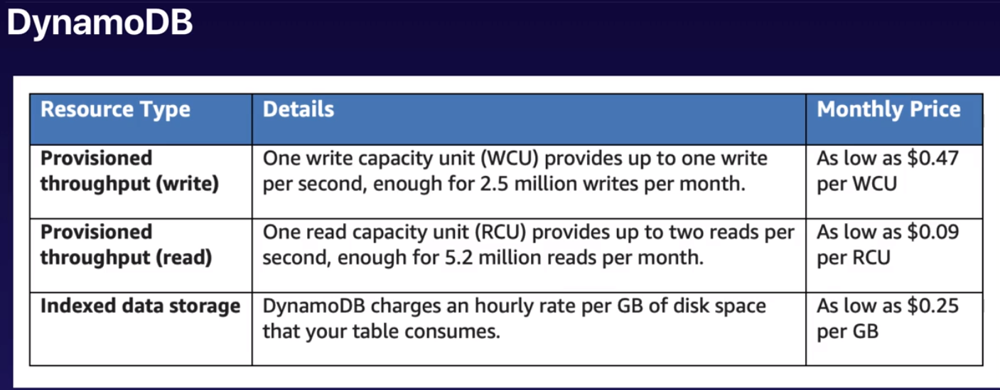 DynamoDB
Resource Type Details Monthly Price
Provisioned
throughput (write)
One write capacity unit (WCU) provides up to one write
per second, enough for 2.5 million writes per month.
As low as $0.47
per WCU
Provisioned
throughput (read)
One read capacity unit (RCU) provides up to two reads per
second, enough for 5.2 million reads per month.
As low as $0.09
per RCU
Indexed data storage
DynamoDB charges an hourly rate per GB of disk space
that your table consumes.
As low as $0.25
per GB